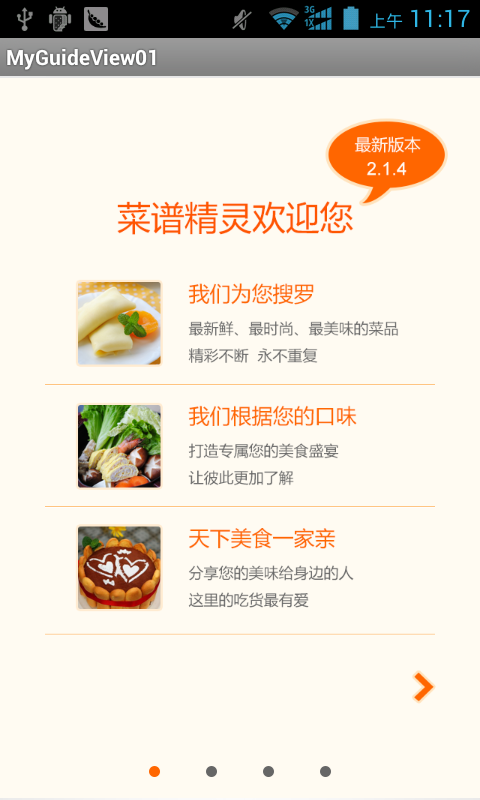 3G
1X
上午 11:17
MyGuideView01
最新版本
2.1.4
菜谱精灵欢迎您
我们为您搜罗
最新鲜、最时尚、最美味的菜品
精彩不断 永不重复
我们根据您的口味
打造专属您的美食盛宴
让彼此更加了解
天下美食一家亲
分享您的美味给身边的人
这里的吃货最有爱